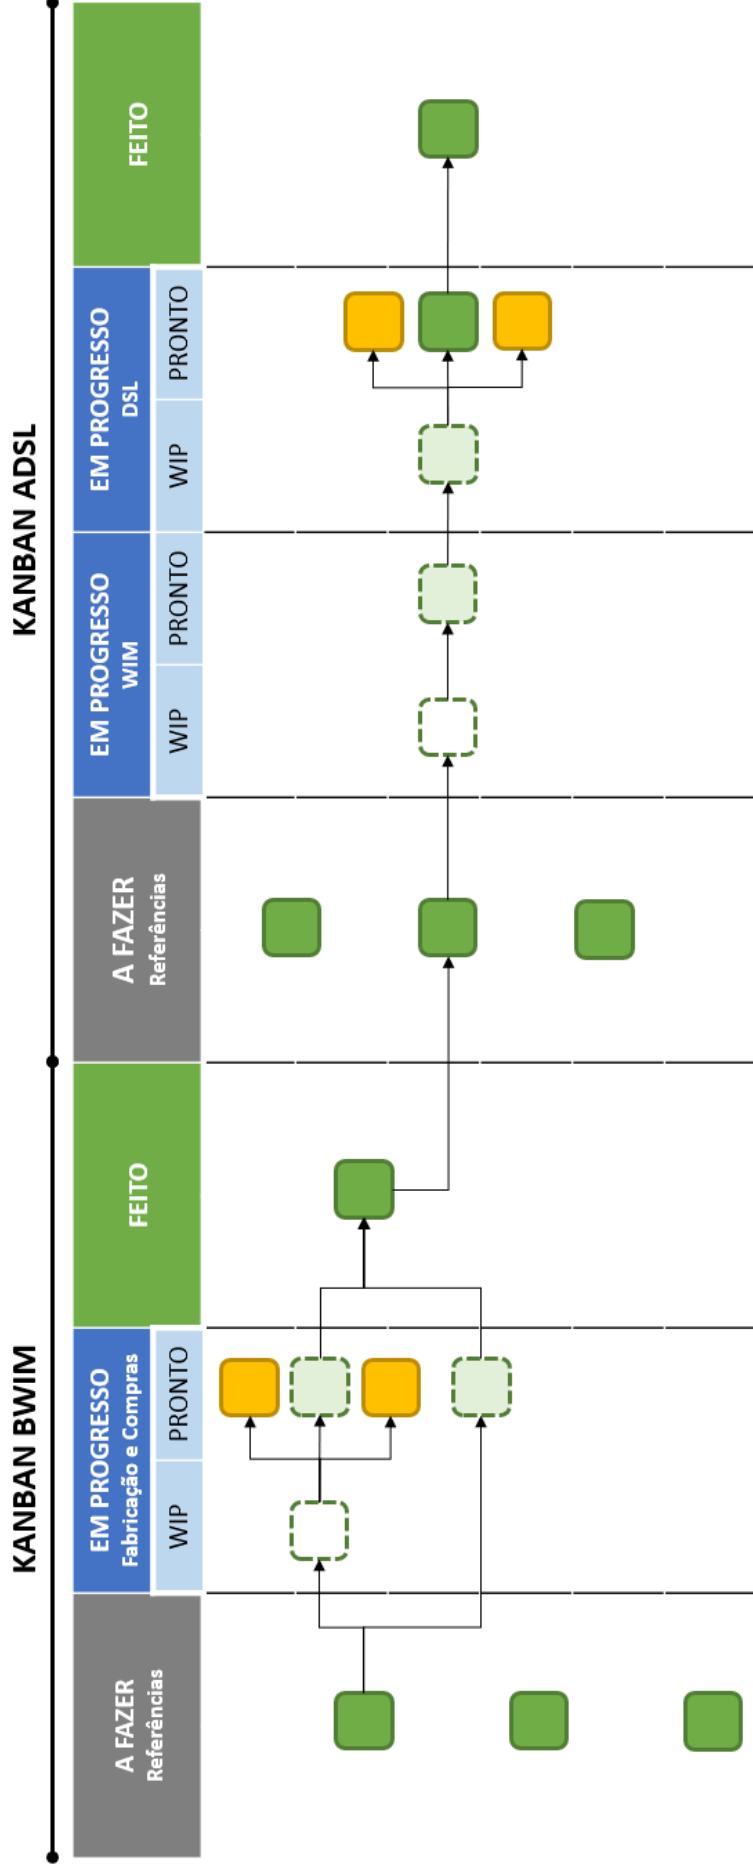 KANBAN BWIM
KANBAN ADSL
A FAZER
Referências
EM PROGRESSO
Fabricação e Compras
WIP
PRONTO
FEITO
A FAZER
Referências
EM PROGRESSO
WIM
WIP
PRONTO
EM PROGRESSO
DSL
WIP
PRONTO
FEITO